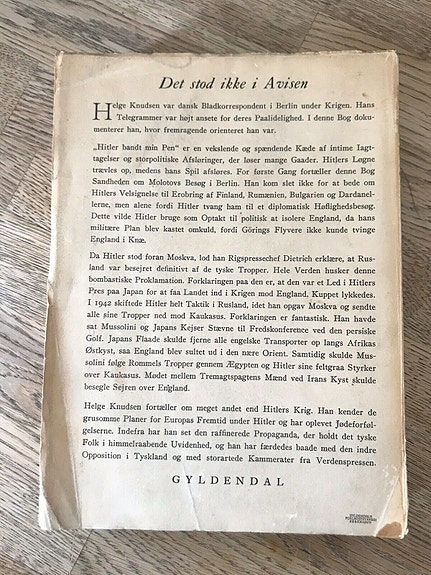 Det stod ikke i Avisen
Helge Knudsen var dansk Bladkorrespondent i Berlin under Krigen. Hans
Telegrammer var højt ansete for deres Paalidelighed. I denne Bog doku-
menterer han, hvor fremragende orienteret han var.
„Hitler bandt min Pen“ er en vekslende og spændende Kæde af intime Iagt-
tagelser og storpolitiske Afsløringer, der løser mange Gaader. Hitlers Løgne
trævles op, medens hans Spil afsløres. For første Gang fortæller denne Bog
Sandheden om Molotovs Besøg i Berlin. Han kom slet ikke for at bede om
Hitlers Velsignelse til Erobring af Finland, Rumænien, Bulgarien og Dardanel-
lerne, men alene fordi Hitler tvang ham til et diplomatisk Høflighedsbesøg.
Dette vilde Hitler bruge som Optakt til politisk at isolere England, da hans
militære Plan blev kastet omkuld, fordi Görings Flyvere ikke kunde tvinge
England i Knæ.
Da Hitler stod foran Moskva, lod han Rigspressechef Dietrich erklære, at Rus-
land var besejret definitivt af de tyske Tropper. Hele Verden husker denne
bombastiske Proklamation. Forklaringen paa den er, at den var et Led i Hitlers
Pres paa Japan for at faa Landet ind i Krigen mod England. Kuppet lykkedes.
I 1942 skiftede Hitler helt Taktik i Rusland, idet han opgav Moskva og sendte
alle sine Tropper ned mod Kaukasus. Forklaringen er fantastisk. Han havde
sat Mussolini og Japans Kejser Stævne til Fredskonference ved den persiske
Golf. Japans Flaade skulde fjerne alle engelske Transporter op langs Afrikas
Østkyst, saa England blev sultet ud i den nære Orient. Samtidig skulde Mus-
solini følge Rommels Tropper gennem Ægypten og Hitler sine feltgraa Styrker
over Kaukasus. Mødet mellem Tremagtspagtens Mænd ved Irans Kyst skulde
besegle Sejren over England.
Helge Knudsen fortæller om meget andet end Hitlers Krig. Han kender de
grusomme Planer for Europas Fremtid under Hitler og har oplevet Jødeforføl-
gelserne. Indefra har han set den raffinerede Propaganda, der holdt det tyske
Folk i himmelraabende Uvidenhed, og han har færdedes baade med den indre
Opposition i Tyskland og med storartede Kammerater fra Verdenspressen.
GYLDENDAL